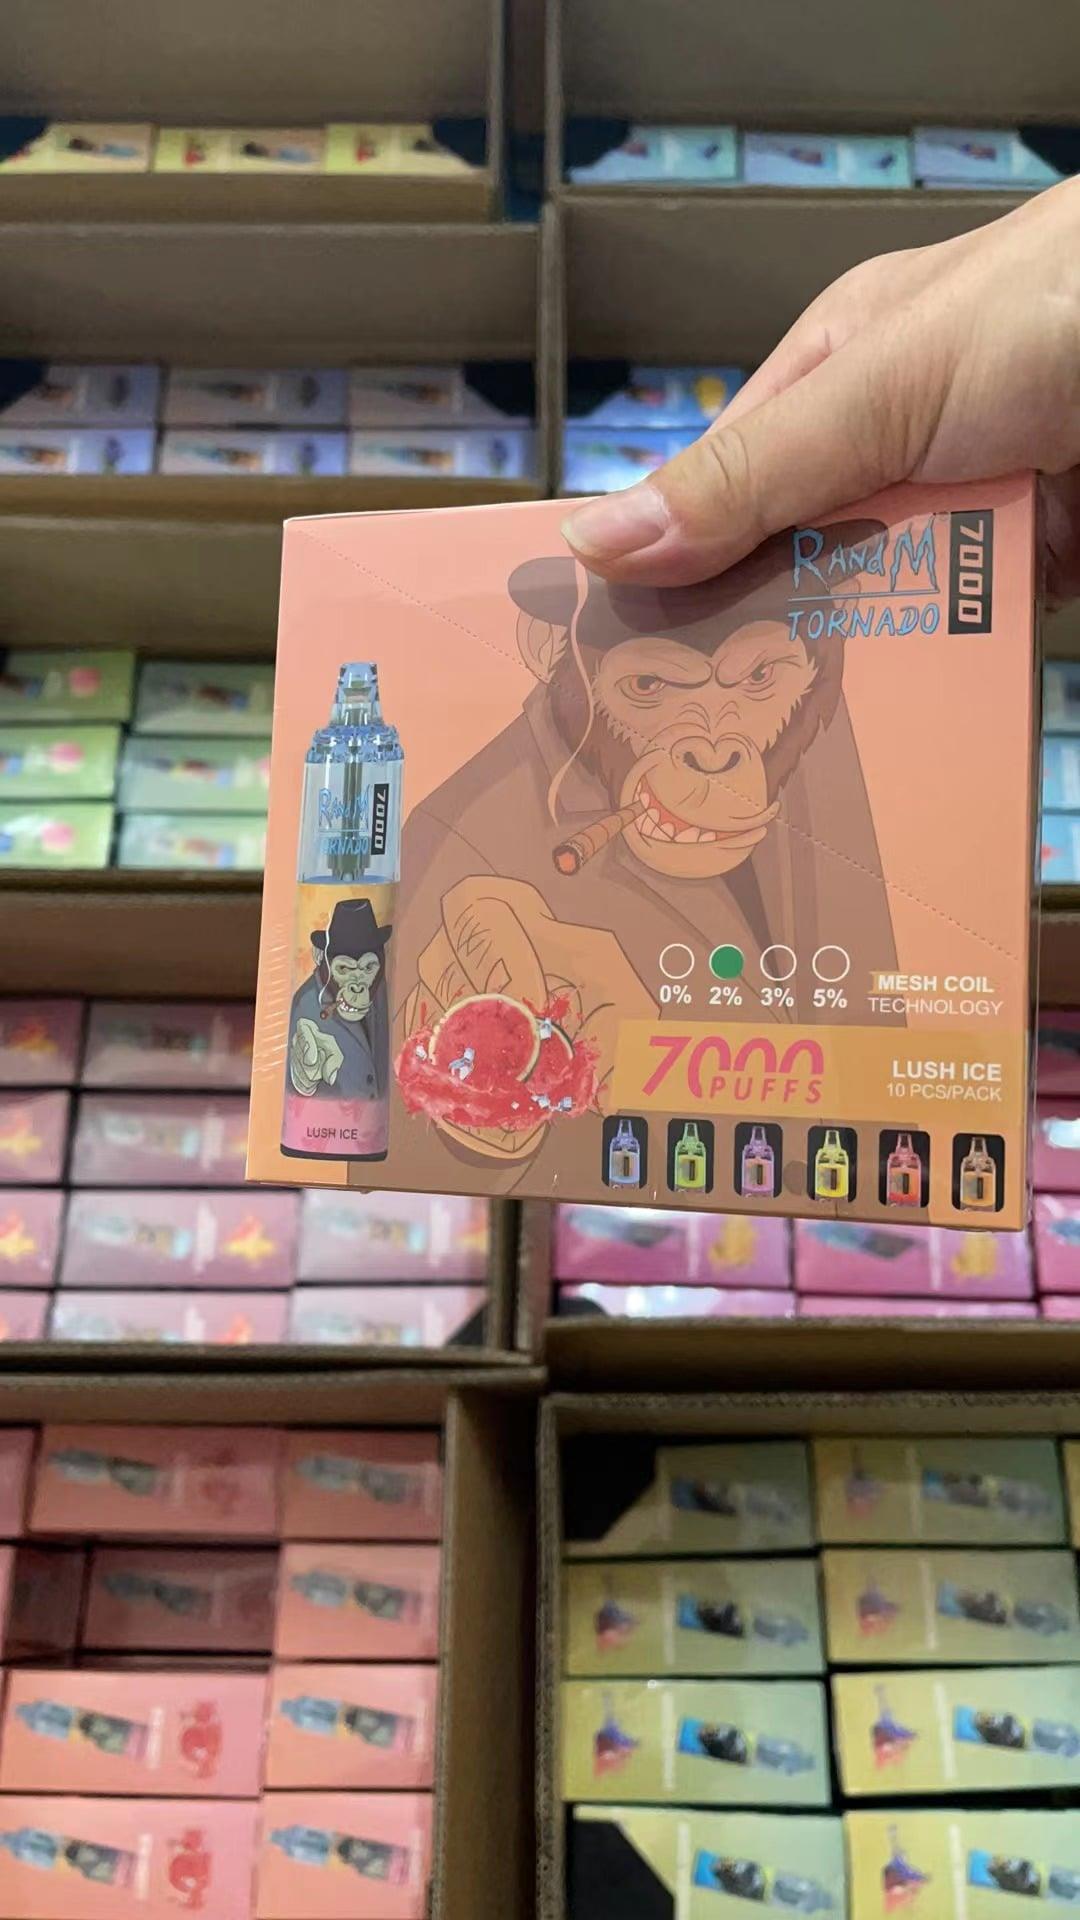 RAndM
TORNADO
7000
RAndM
TORNADO
7000
LUSH ICE
0% 2% 3% 5%
MESH COIL
TECHNOLOGY
7000
PUFFS
LUSH ICE
10 PCS/PACK